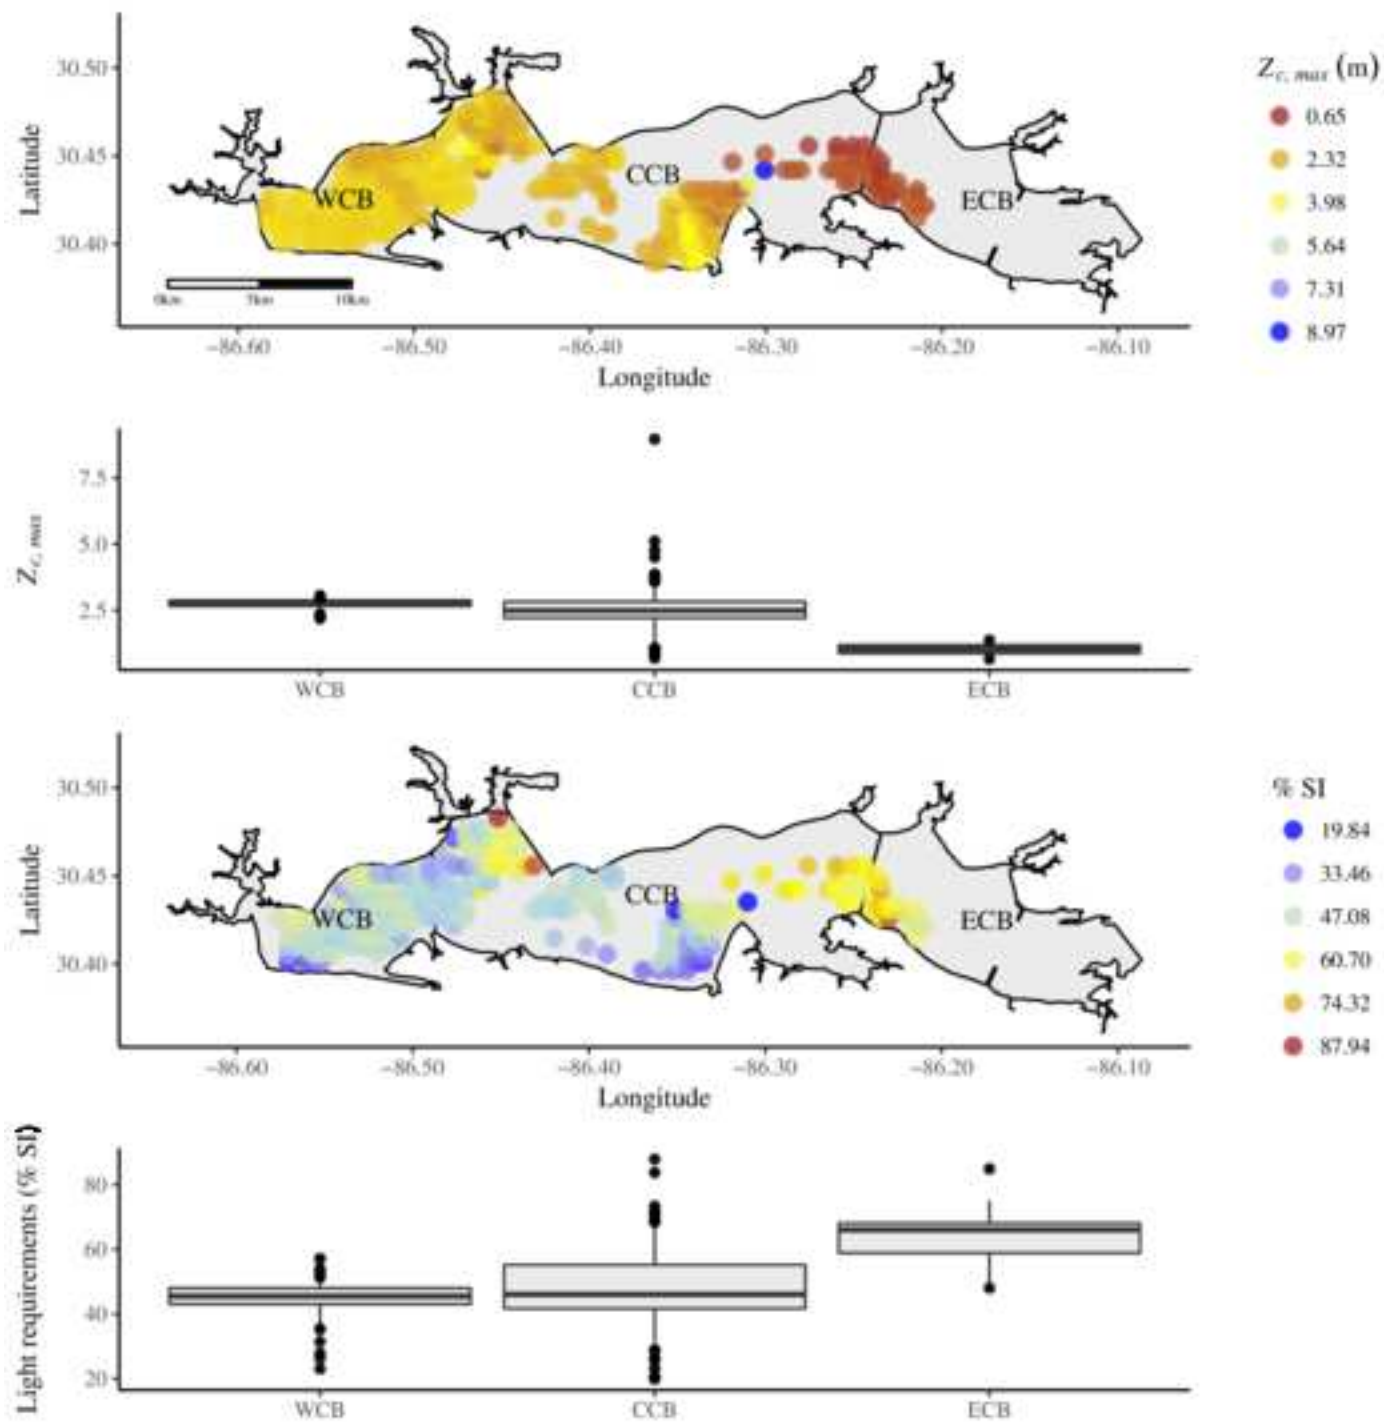 Z c, max (m)
0.65
2.32
3.98
5.64
7.31
8.97
30.50
30.45
30.40
Latitude
WCB
CCB
ECB
0km
5km
10km
−86.60
−86.50
−86.40
−86.30
−86.20
−86.10
Longitude
Z c, max
7.5
5.0
2.5
WCB
CCB
ECB
% SI
19.84
33.46
47.08
60.70
74.32
87.94
30.50
30.45
30.40
Latitude
WCB
CCB
ECB
−86.60
−86.50
−86.40
−86.30
−86.20
−86.10
Longitude
Light requirements (% SI)
80
60
40
20
WCB
CCB
ECB